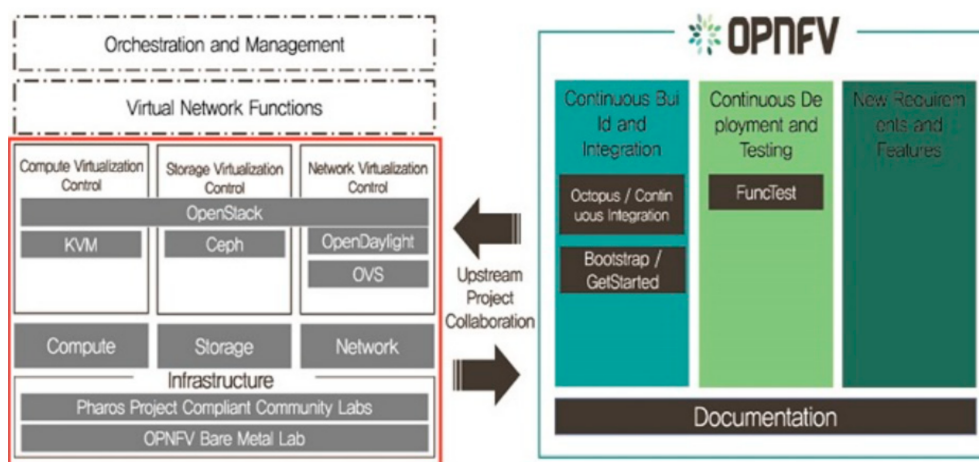 Orchestration and Management
Virtual Network Functions
Compute Virtualization
Control
Storage Virtualization
Control
Network Virtualization
Control
OpenStack
KVM
Ceph
OpenDaylight
OVS
Compute
Storage
Network
Infrastructure
Pharos Project Compliant Community Labs
OPNFV Bare Metal Lab
Upstream
Project
Collaboration
OPNFV
Continuous Bui
ld and
Integration
Octopus / Contin
uous Integration
Bootstrap /
GetStarted
Continuous De
ployment and
Testing
FuncTest
New Requirem
ents and
Features
Documentation